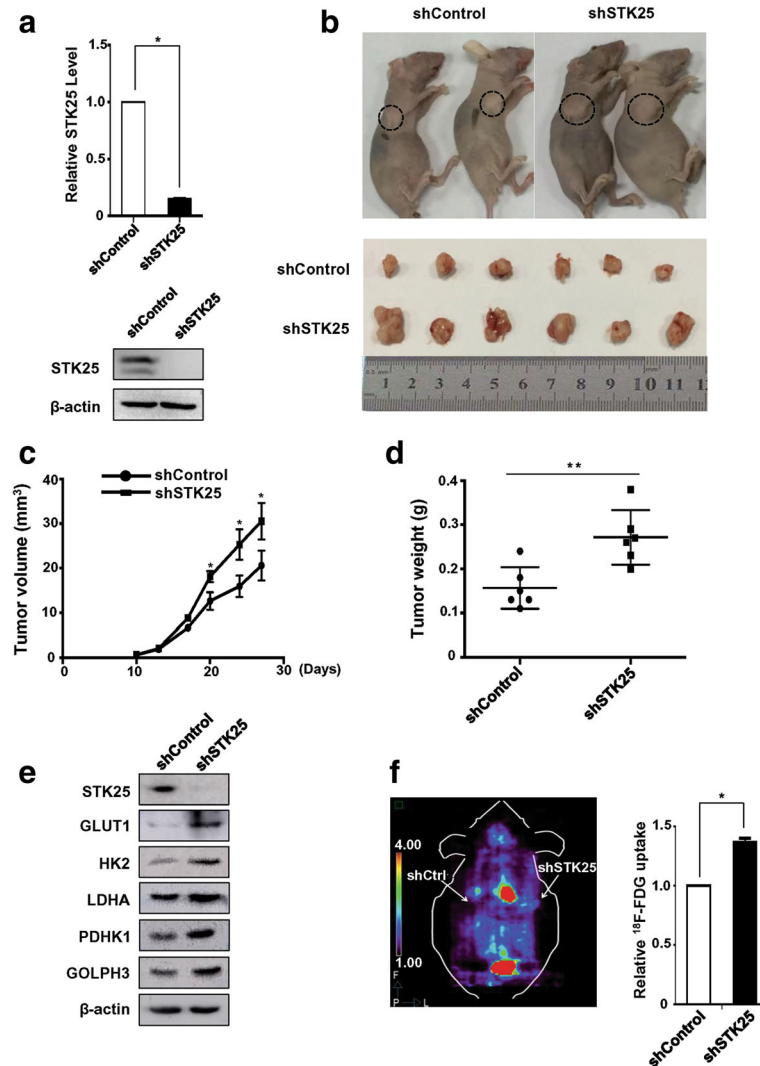 a
*
1.5
1.0
0.5
0
Relative STK25 Level
shControl
shSTK25
shControl
shSTK25
STK25
β-actin
b
shControl
shSTK25
shControl
shSTK25
0.5 mm
1 2 3 4 5 6 7 8 9 10 11 12
c
shControl
shSTK25
Tumor volume (mm³)
40
30
20
10
0
* * *
0 10 20 30 (Days)
d
**
Tumor weight (g)
0.4
0.3
0.2
0.1
0
shControl
shSTK25
e
shControl
shSTK25
STK25
GLUT1
HK2
LDHA
PDHK1
GOLPH3
β-actin
f
4.00
1.00
shCtrl
shSTK25
F
P L
*
Relative ¹⁸F-FDG uptake
1.5
1.0
0.5
0
shControl
shSTK25